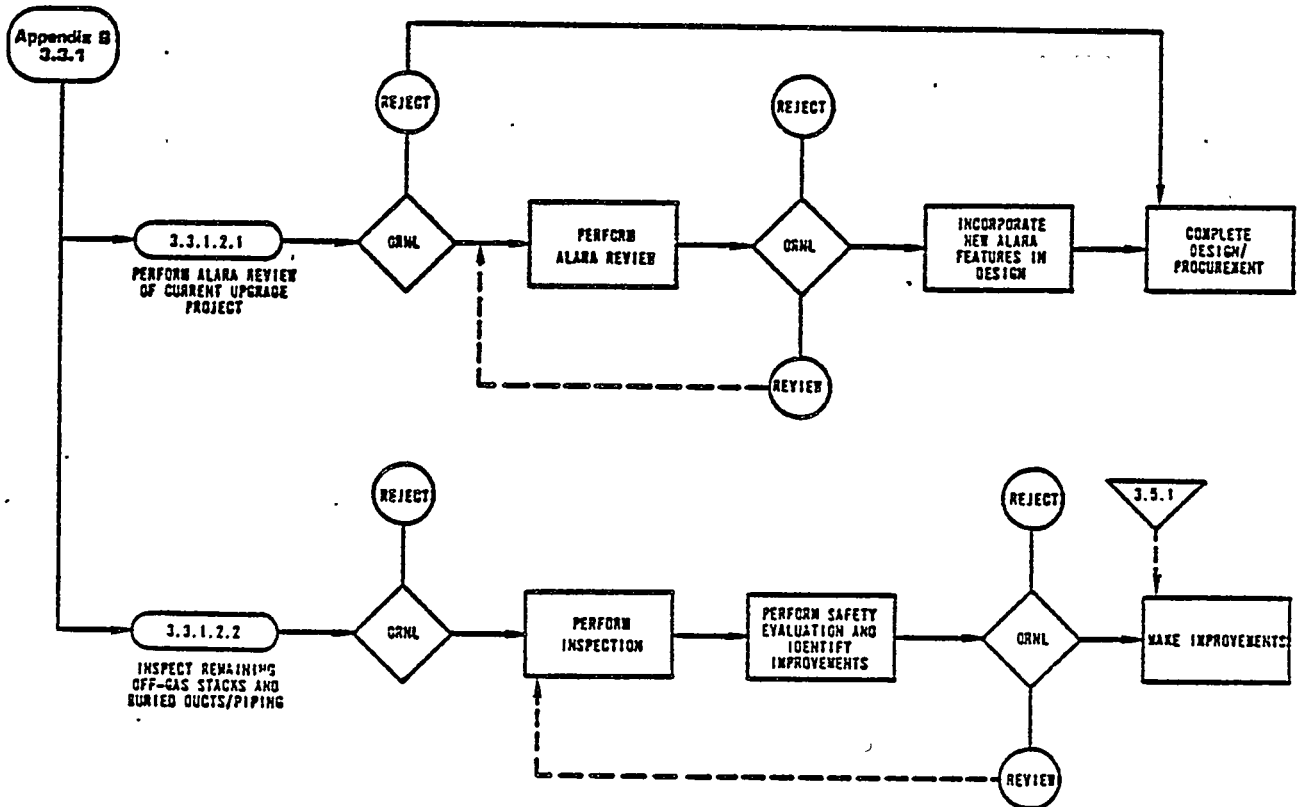 Appendix B
3.3.1
REJECT
REJECT
3.3.1.2.1
PERFORM ALARA REVIEW
OF CURRENT UPGRADE
PROJECT
ORNL
PERFORM
ALARA REVIEW
ORNL
INCORPORATE
NEW ALARA
FEATURES IN
DESIGN
COMPLETE
DESIGN/
PROCUREMENT
REVIEW
REJECT
REJECT
3.5.1
3.3.1.2.2
INSPECT REMAINING
OFF-GAS STACKS AND
BURIED DUCTS/PIPING
ORNL
PERFORM
INSPECTION
PERFORM SAFETY
EVALUATION AND
IDENTIFY
IMPROVEMENTS
ORNL
MAKE IMPROVEMENTS
REVIEW